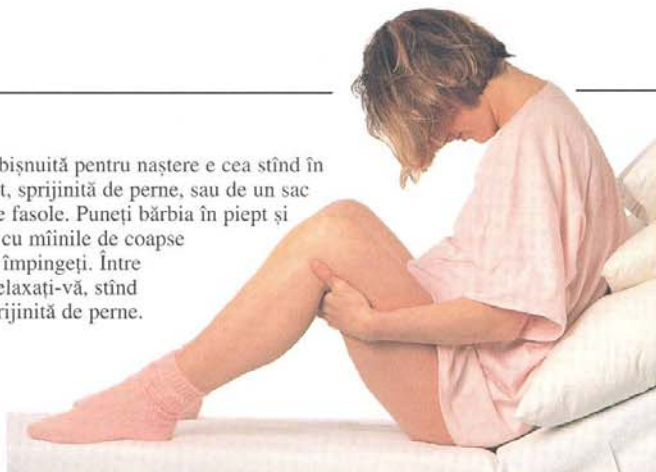 bișnuită pentru naștere e cea stînd în
t, sprijinită de perne, sau de un sac
e fasole. Puneți bărbia în piept și
cu mîinile de coapse
împingeți. Între
elaxați-vă, stînd
rijinită de perne.